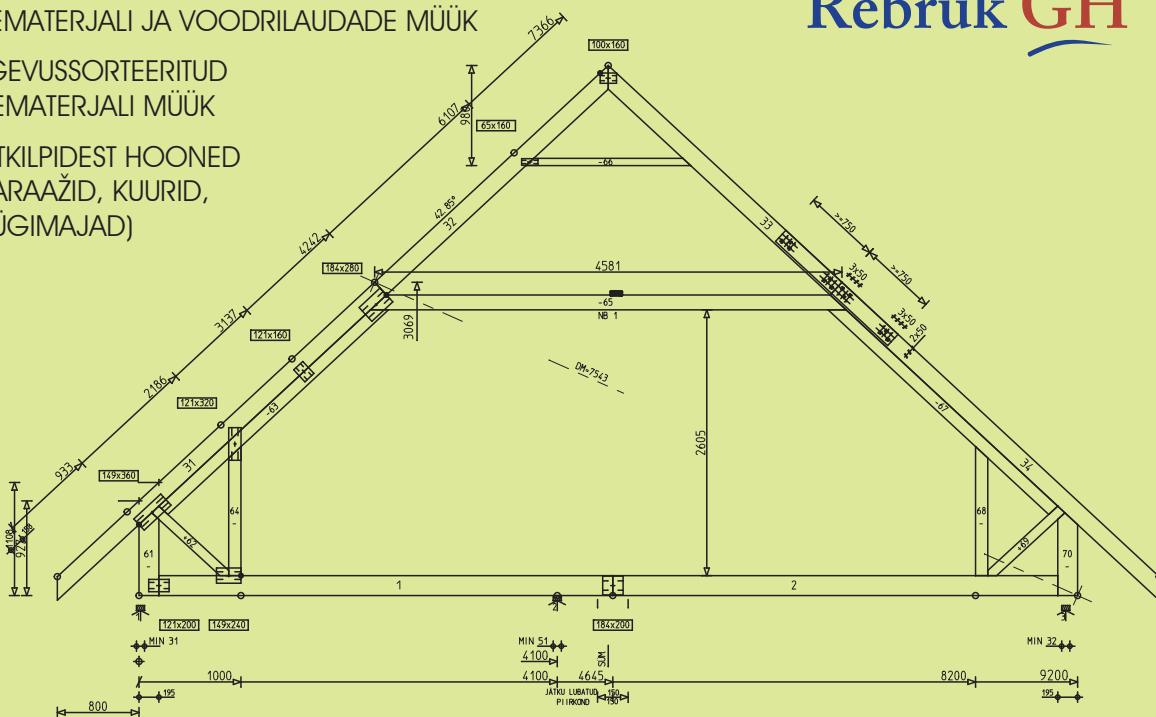 EMATERJALI JA VOODRILAUDADE MÜÜK
Rebruk GH
GEVUSSORTEERITUD
EMATERJALI MÜÜK
TKILPIDEST HOONED
ARAAŽID, KUURID,
ÜGIMAJAD)
7366
100x160
6107
980
65x160
-66
42.85°
32
33
>=750
>=750
4242
184x280
4581
3x50
-65
NB 1
3069
3137
121x160
3x50
2x50
DM=7543
2186
121x320
-63
-67
2605
933
149x360
31
34
1108
64
-
68
-
+62
+69
61
-
70
-
1
2
121x200
149x240
184x200
MIN 31
MIN 51
MIN 32
4100
SUM
1000
4100
4645
8200
9200
195
JÄTKU LUBATUD
PIIRKOND
150
150
195
800